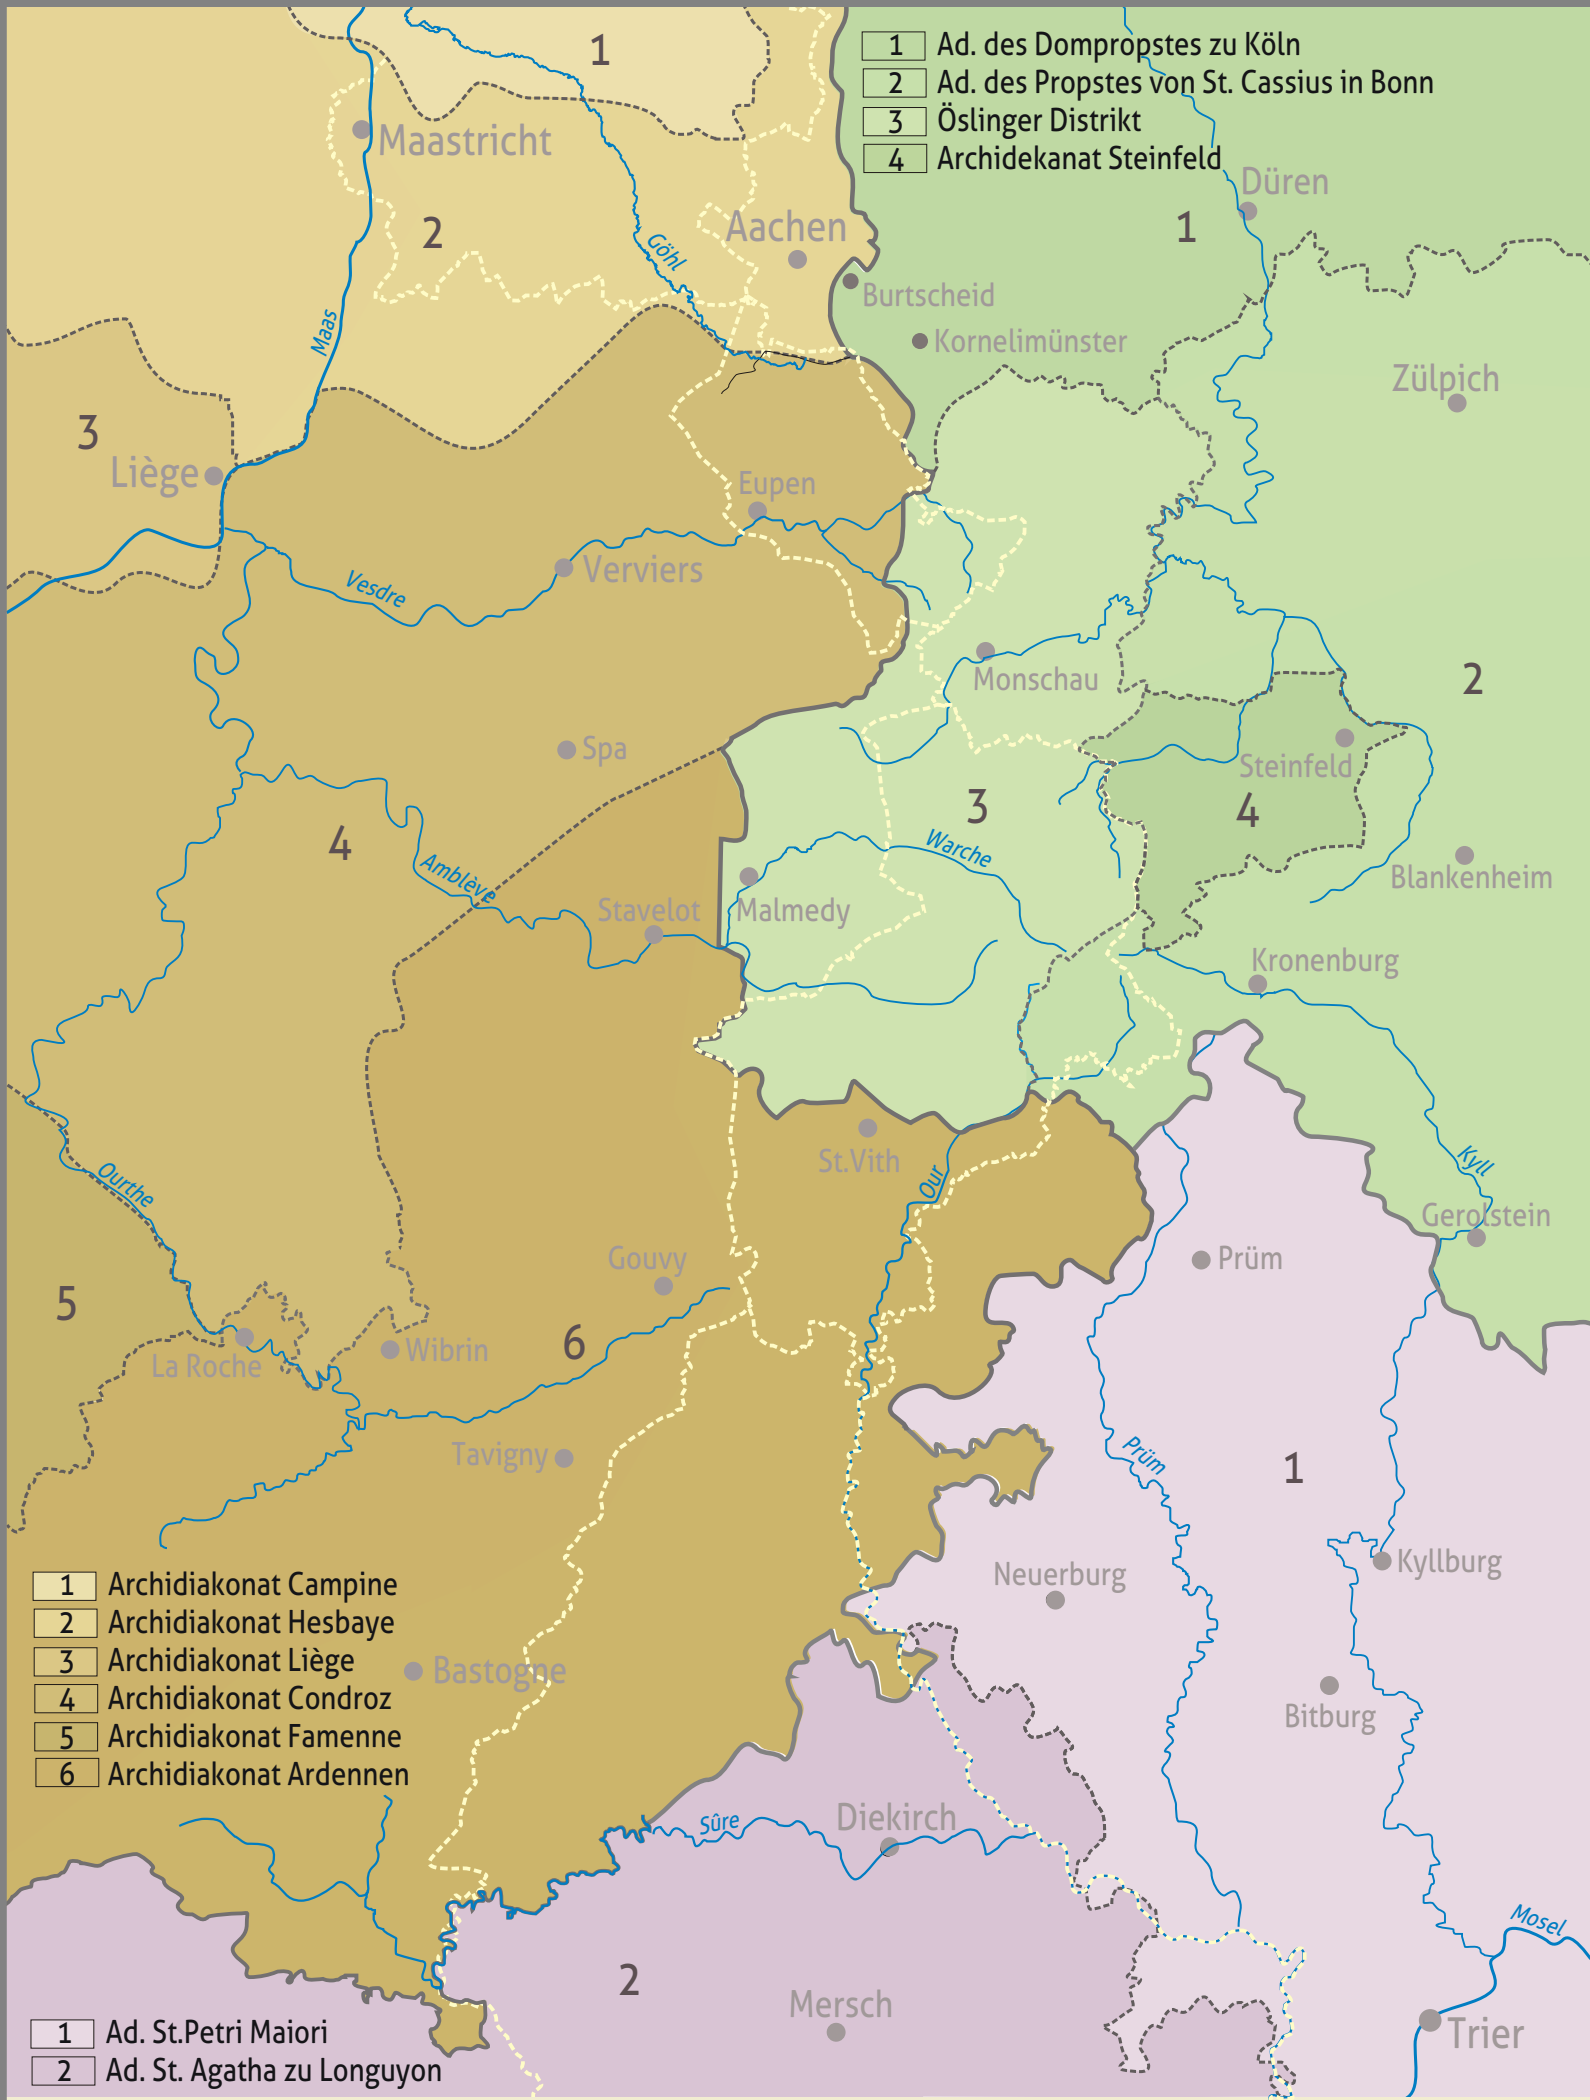 1
1 Ad. des Dompropstes zu Köln
2 Ad. des Propstes von St. Cassius in Bonn
3 Öslinger Distrikt
4 Archidekanat Steinfeld
Maastricht
Düren
2
Aachen
1
Göhl
Burtscheid
Maas
Kornelimünster
Zülpich
3
Liège
Eupen
Verviers
Vesdre
Monschau
2
Spa
Steinfeld
3
4
4
Warche
Amblève
Blankenheim
Stavelot
Malmedy
Kronenburg
Ourthe
St.Vith
Our
Kyll
Gerolstein
Gouvy
Prüm
5
6
Wibrin
La Roche
Tavigny
Prüm
1
Neuerburg
Kyllburg
1 Archidiakonat Campine
2 Archidiakonat Hesbaye
3 Archidiakonat Liège
4 Archidiakonat Condroz
5 Archidiakonat Famenne
6 Archidiakonat Ardennen
Bastogne
Bitburg
Sûre
Diekirch
Mosel
2
Mersch
Trier
1 Ad. St.Petri Maiori
2 Ad. St. Agatha zu Longuyon